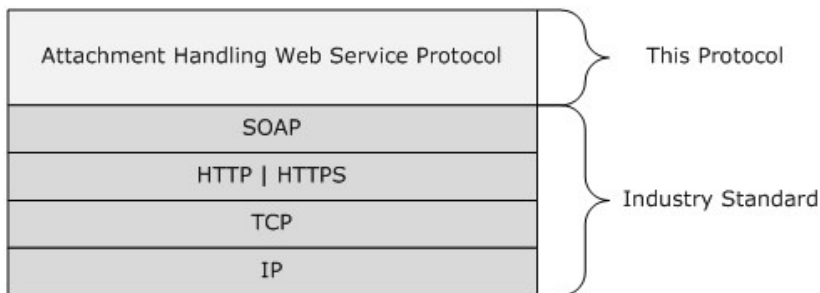 Attachment Handling Web Service Protocol
This Protocol
SOAP
HTTP | HTTPS
TCP
IP
Industry Standard